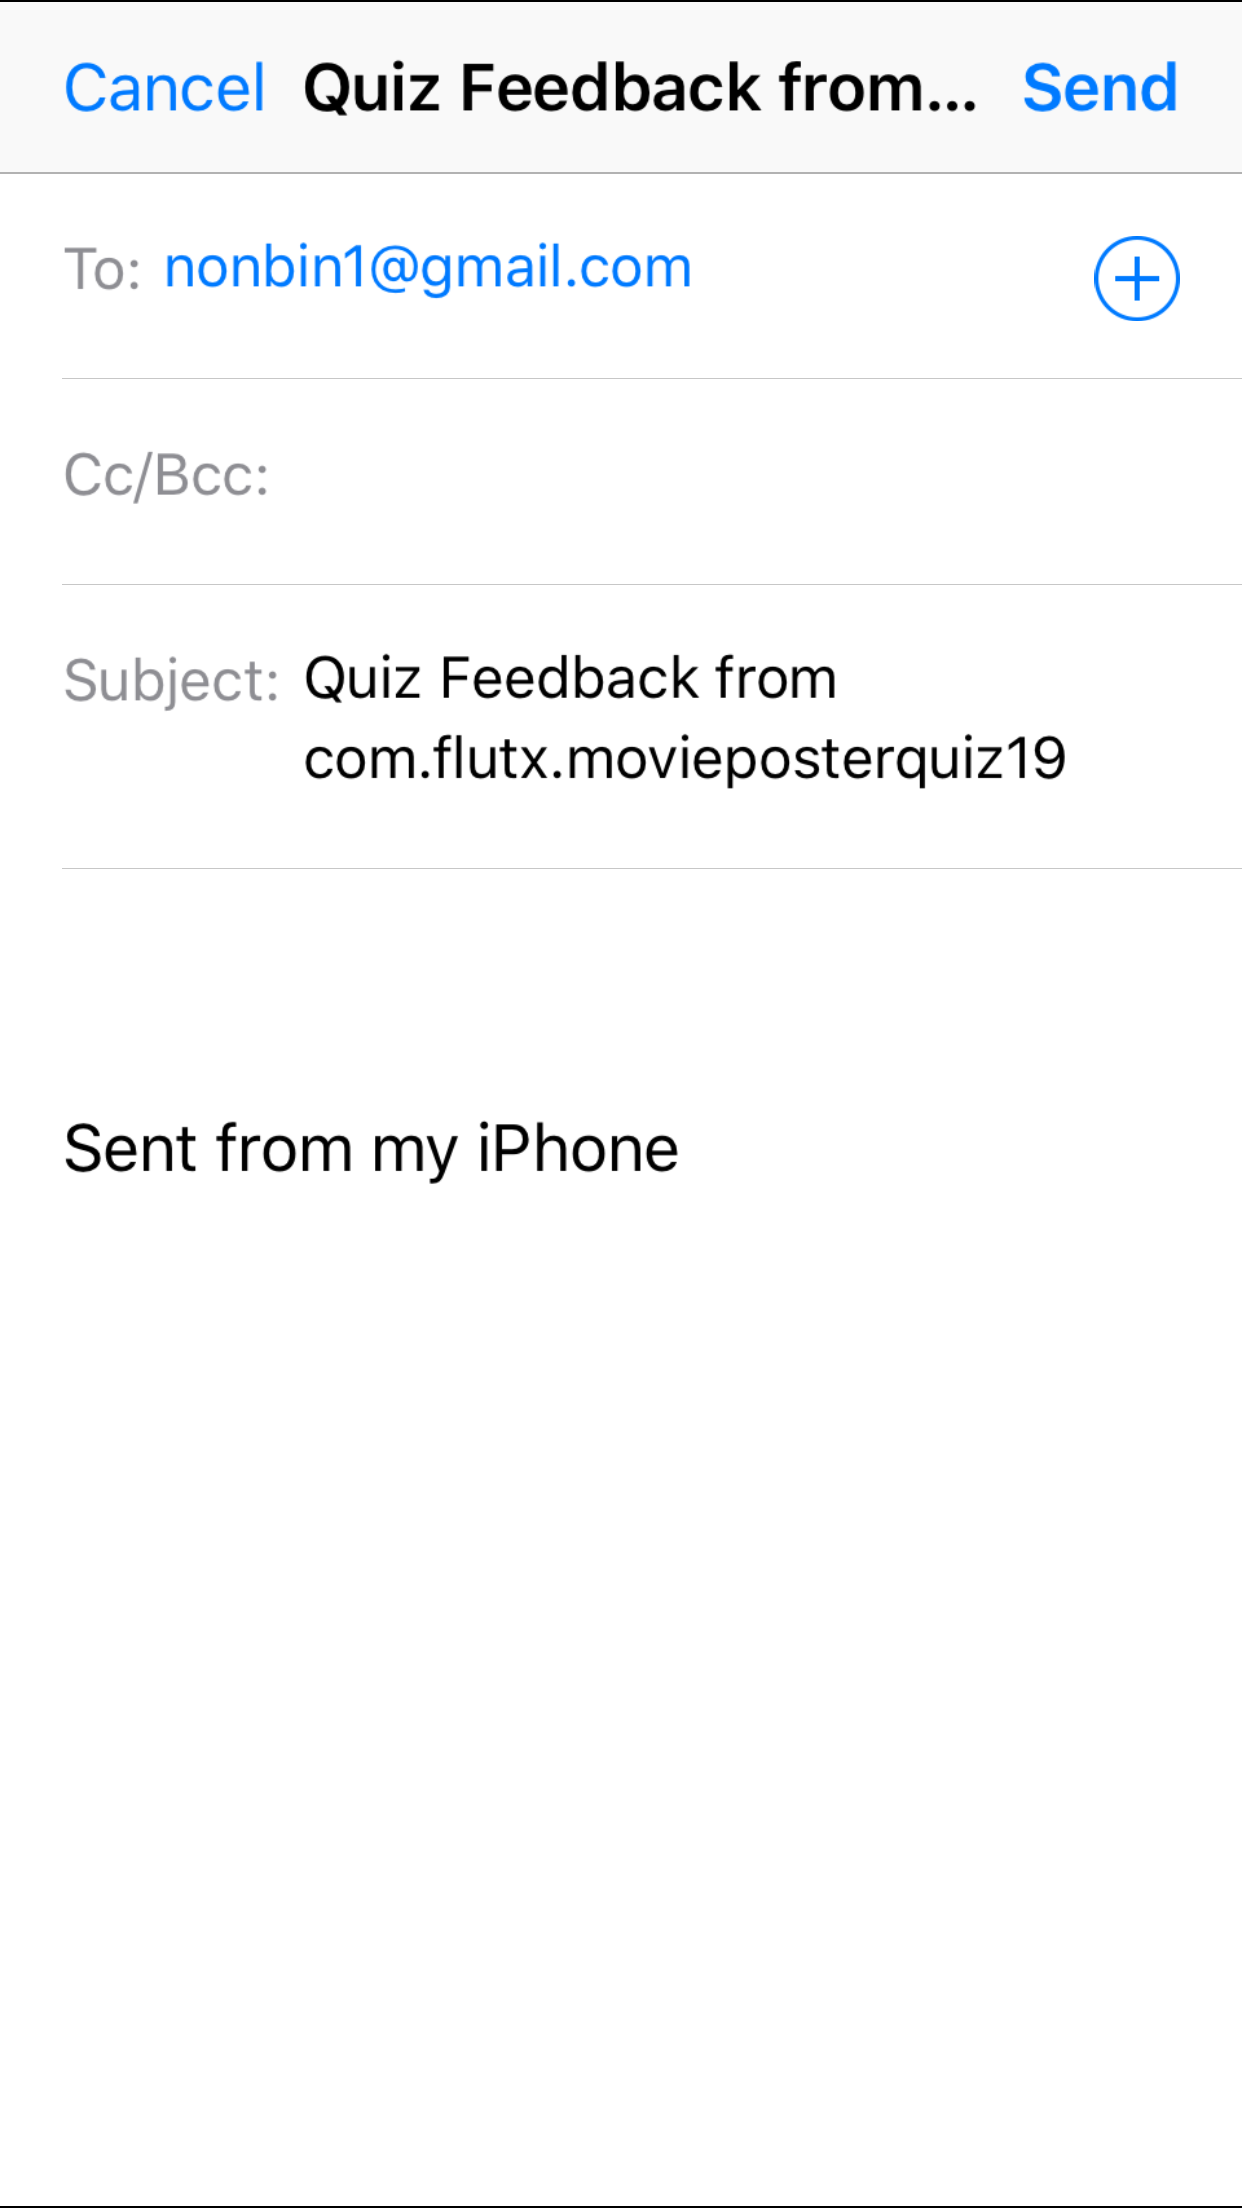 Cancel Quiz Feedback from... Send
To: nonbin1@gmail.com
Cc/Bcc:
Subject: Quiz Feedback from
com.flutx.movieposterquiz19
Sent from my iPhone